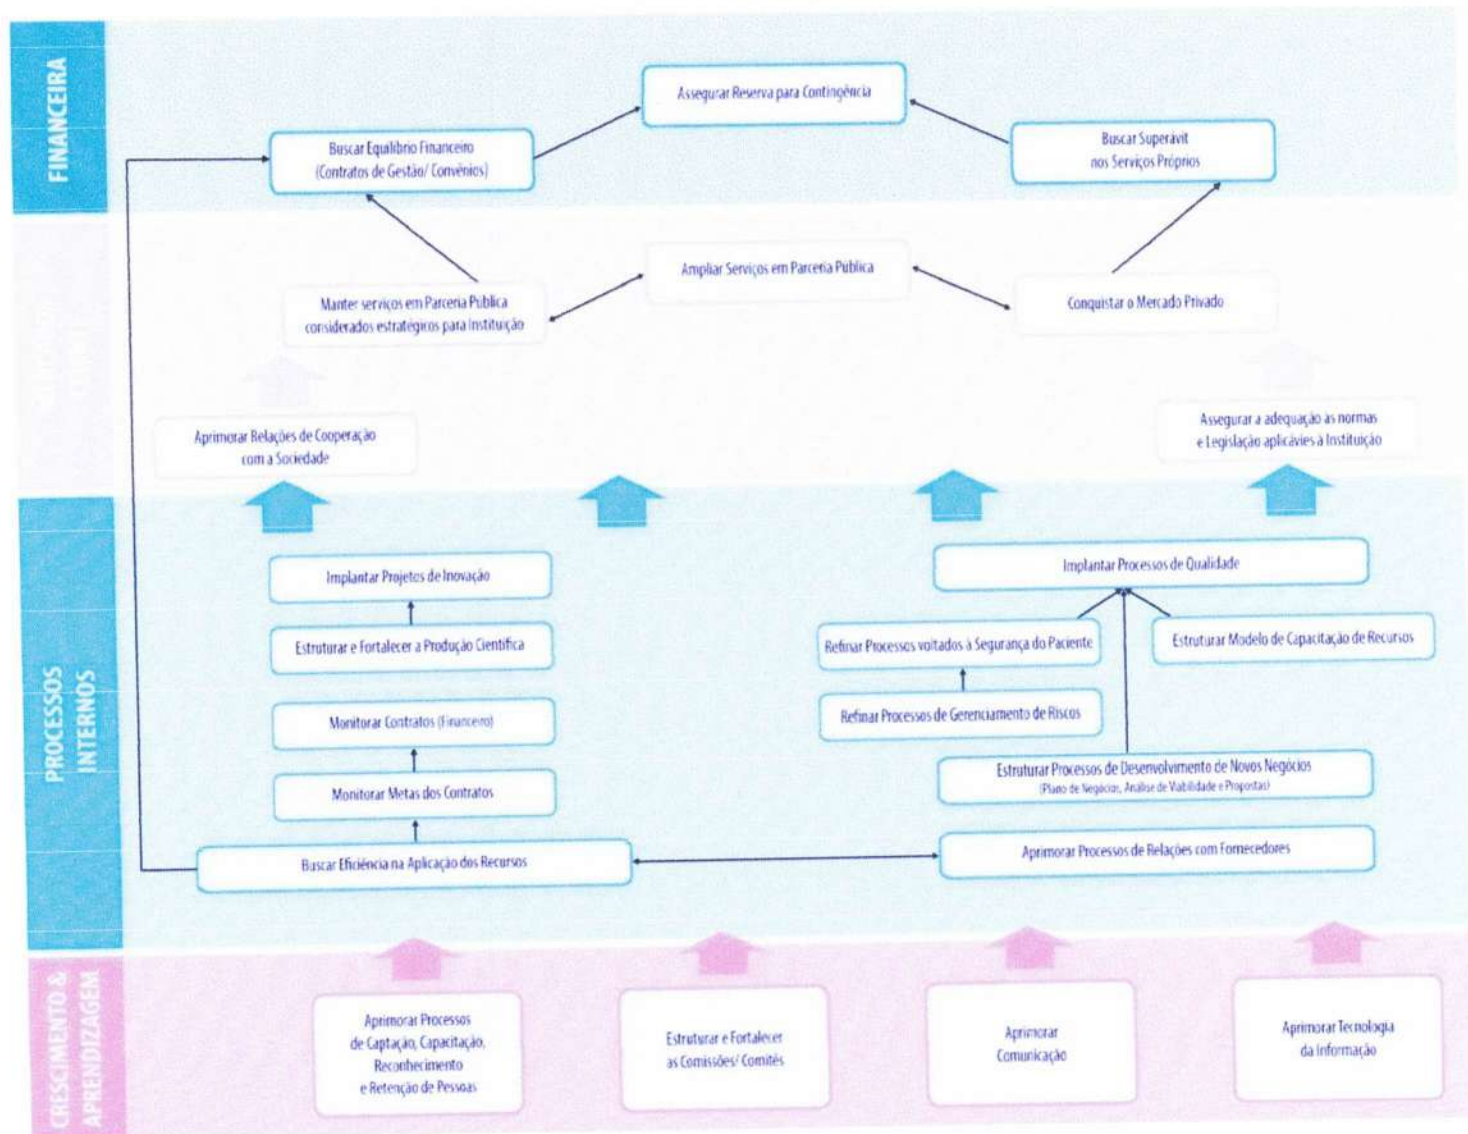 FINANCEIRA
Assegurar Reserva para Contingência
Buscar Equilíbrio Financeiro
(Contratos de Gestão/ Convênios)
Buscar Superávit
nos Serviços Próprios
Ampliar Serviços em Parceria Pública
Manter serviços em Parceria Pública
considerados estratégicos para Instituição
Conquistar o Mercado Privado
Aprimorar Relações de Cooperação
com a Sociedade
Assegurar a adequação as normas
e Legislação aplicávies à Instituição
PROCESSOS
INTERNOS
Implantar Projetos de Inovação
Implantar Processos de Qualidade
Estruturar e Fortalecer a Produção Científica
Refinar Processos voltados à Segurança do Paciente
Estruturar Modelo de Capacitação de Recursos
Monitorar Contratos (Financeiro)
Refinar Processos de Gerenciamento de Riscos
Monitorar Metas dos Contratos
Estruturar Processos de Desenvolvimento de Novos Negócios
(Plano de Negócios, Análise de Viabilidade e Propostas)
Buscar Eficiência na Aplicação dos Recursos
Aprimorar Processos de Relações com Fornecedores
CRESCIMENTO &
APRENDIZAGEM
Aprimorar Processos
de Captação, Capacitação,
Reconhecimento
e Retenção de Pessoas
Estruturar e Fortalecer
as Comissões/ Comitês
Aprimorar
Comunicação
Aprimorar Tecnologia
da Informação